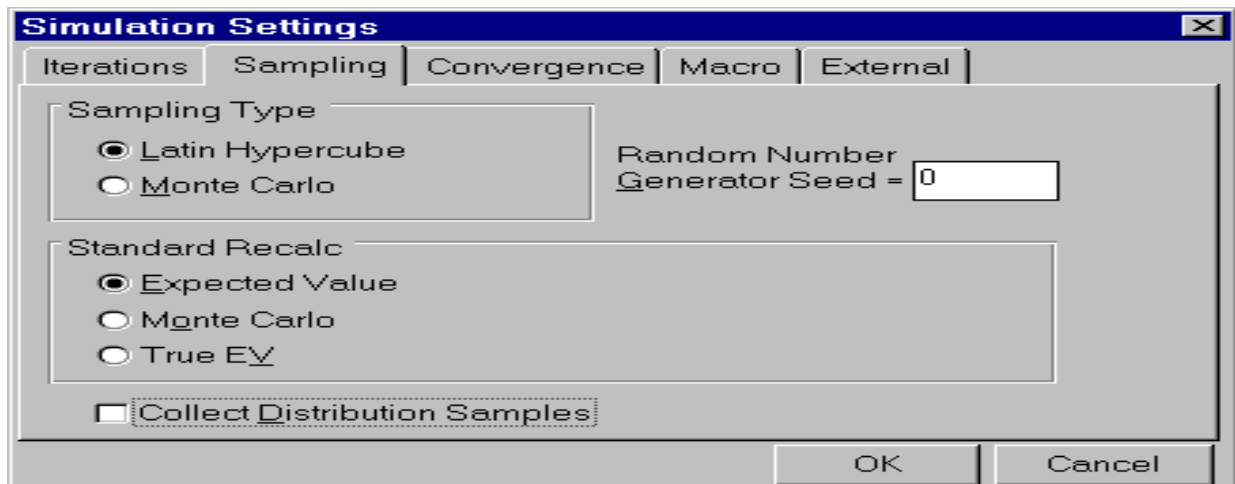 Simulation Settings
Iterations Sampling Convergence Macro External
Sampling Type
Latin Hypercube
Monte Carlo
Random Number
Generator Seed = 0
Standard Recalc
Expected Value
Monte Carlo
True EV
Collect Distribution Samples
OK Cancel